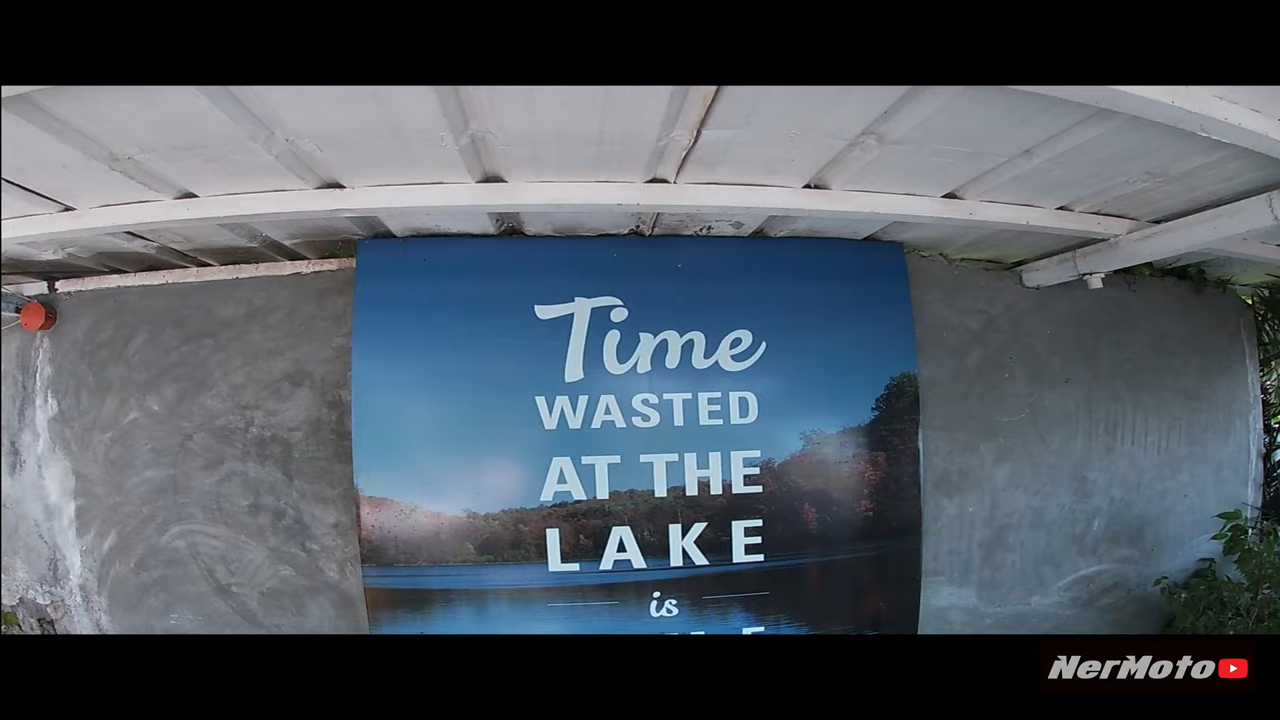 Time
WASTED
AT THE
LAKE
is
NerMoto